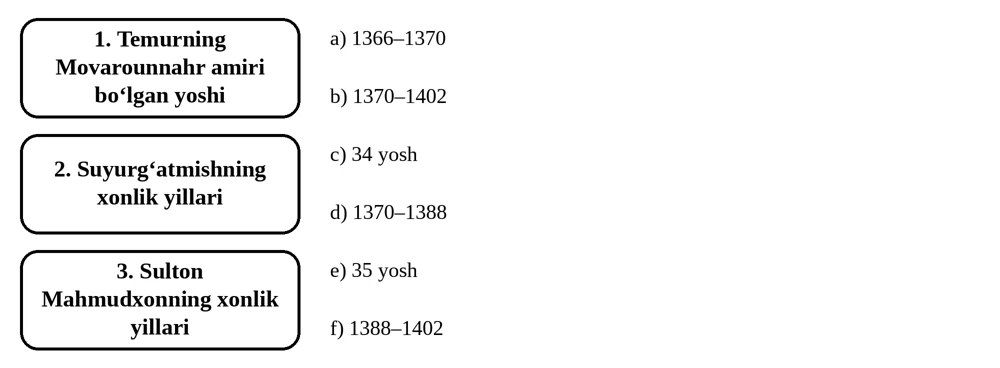 1. Temurning
Movarounnahr amiri
bo‘lgan yoshi
2. Suyurg‘atmishning
xonlik yillari
3. Sulton
Mahmudxonning xonlik
yillari
a) 1366–1370
b) 1370–1402
c) 34 yosh
d) 1370–1388
e) 35 yosh
f) 1388–1402